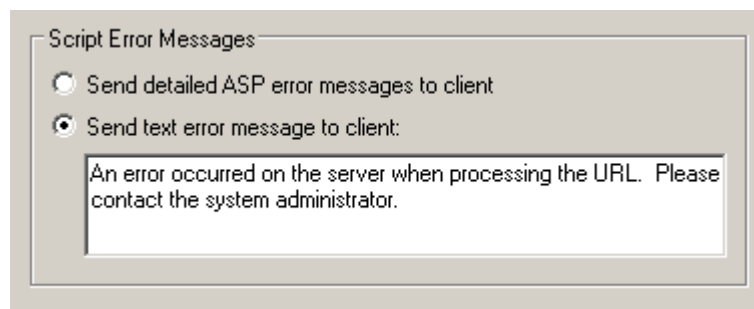 Script Error Messages
Send detailed ASP error messages to client
Send text error message to client:
An error occurred on the server when processing the URL.  Please
contact the system administrator.